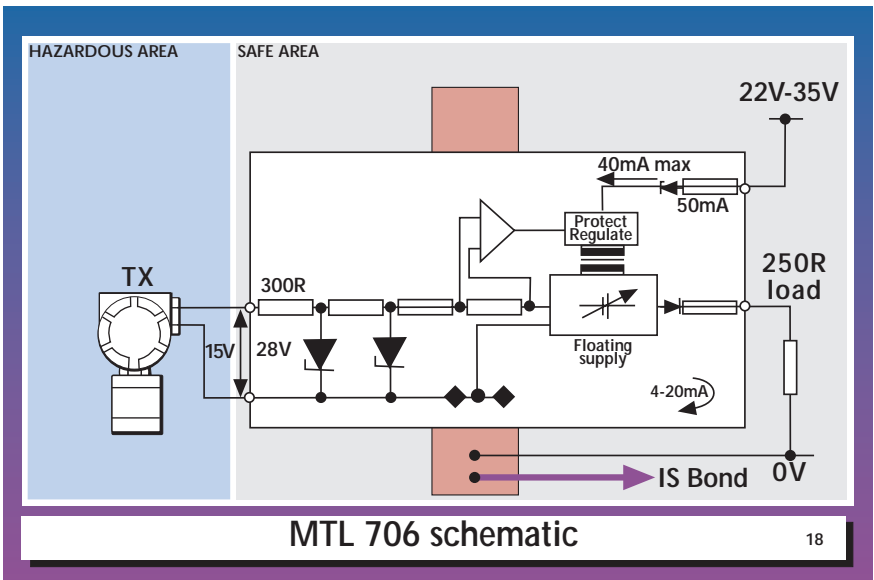 HAZARDOUS AREA
SAFE AREA
22V-35V
40mA max
50mA
Protect
Regulate
TX
300R
250R
load
15V
28V
Floating
supply
4-20mA
IS Bond
0V
MTL 706 schematic
18